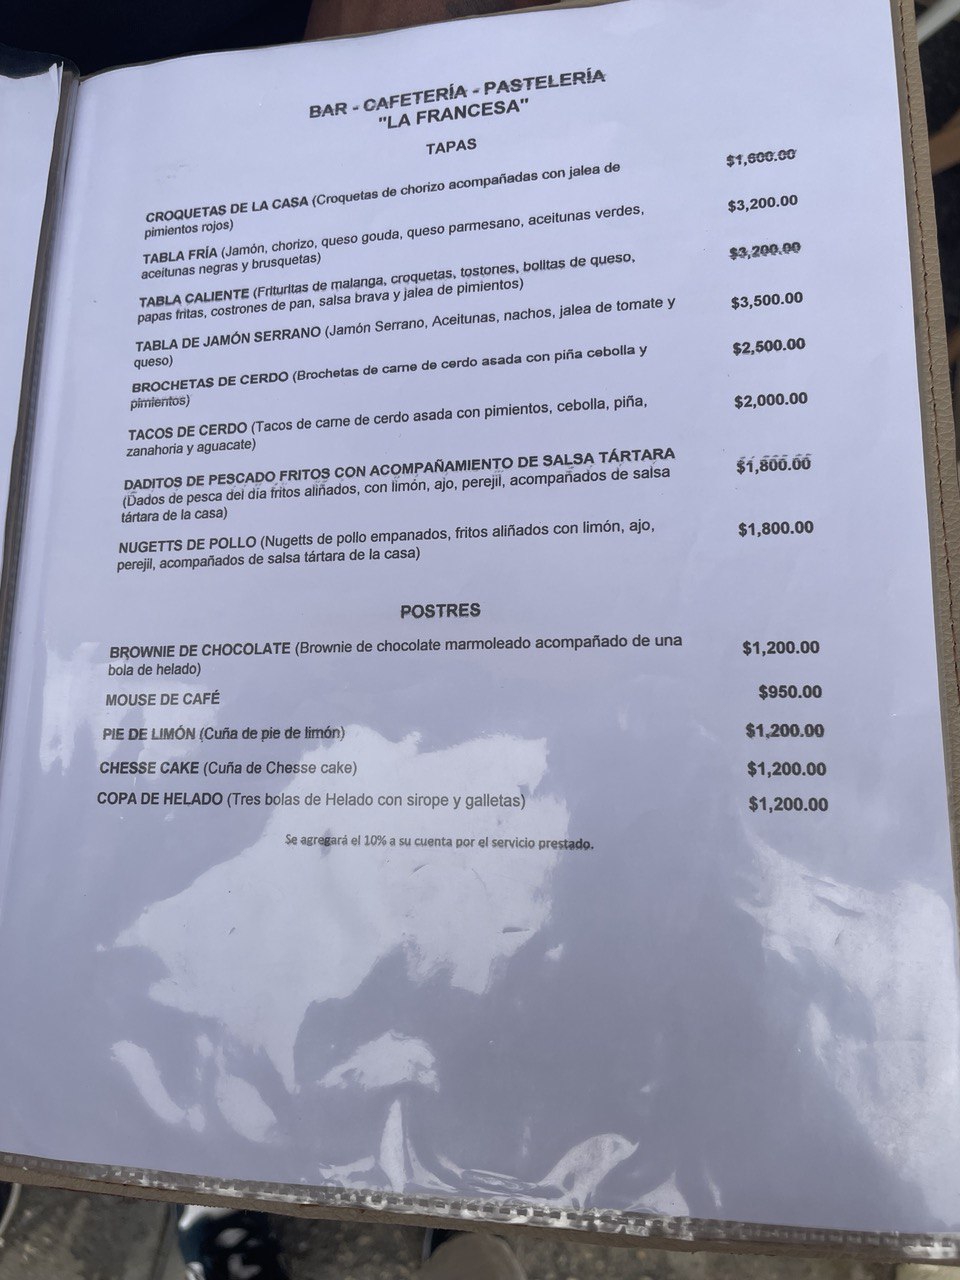 BAR - CAFETERÍA - PASTELERÍA
"LA FRANCESA"
TAPAS
CROQUETAS DE LA CASA (Croquetas de chorizo acompañadas con jalea de pimientos rojos) $1,600.00
TABLA FRÍA (Jamón, chorizo, queso gouda, queso parmesano, aceitunas verdes, aceitunas negras y brusquetas) $3,200.00
TABLA CALIENTE (Frituritas de malanga, croquetas, tostones, bolitas de queso, papas fritas, costrones de pan, salsa brava y jalea de pimientos) $3,200.00
TABLA DE JAMÓN SERRANO (Jamón Serrano, Aceitunas, nachos, jalea de tomate y queso) $3,500.00
BROCHETAS DE CERDO (Brochetas de carne de cerdo asada con piña cebolla y pimientos) $2,500.00
TACOS DE CERDO (Tacos de carne de cerdo asada con pimientos, cebolla, piña, zanahoria y aguacate) $2,000.00
DADITOS DE PESCADO FRITOS CON ACOMPAÑAMIENTO DE SALSA TÁRTARA (Dados de pesca del día fritos aliñados, con limón, ajo, perejil, acompañados de salsa tártara de la casa) $1,800.00
NUGETTS DE POLLO (Nugetts de pollo empanados, fritos aliñados con limón, ajo, perejil, acompañados de salsa tártara de la casa) $1,800.00
POSTRES
BROWNIE DE CHOCOLATE (Brownie de chocolate marmoleado acompañado de una bola de helado) $1,200.00
MOUSE DE CAFÉ $950.00
PIE DE LIMÓN (Cuña de pie de limón) $1,200.00
CHESSE CAKE (Cuña de Chesse cake) $1,200.00
COPA DE HELADO (Tres bolas de Helado con sirope y galletas) $1,200.00
Se agregará el 10% a su cuenta por el servicio prestado.